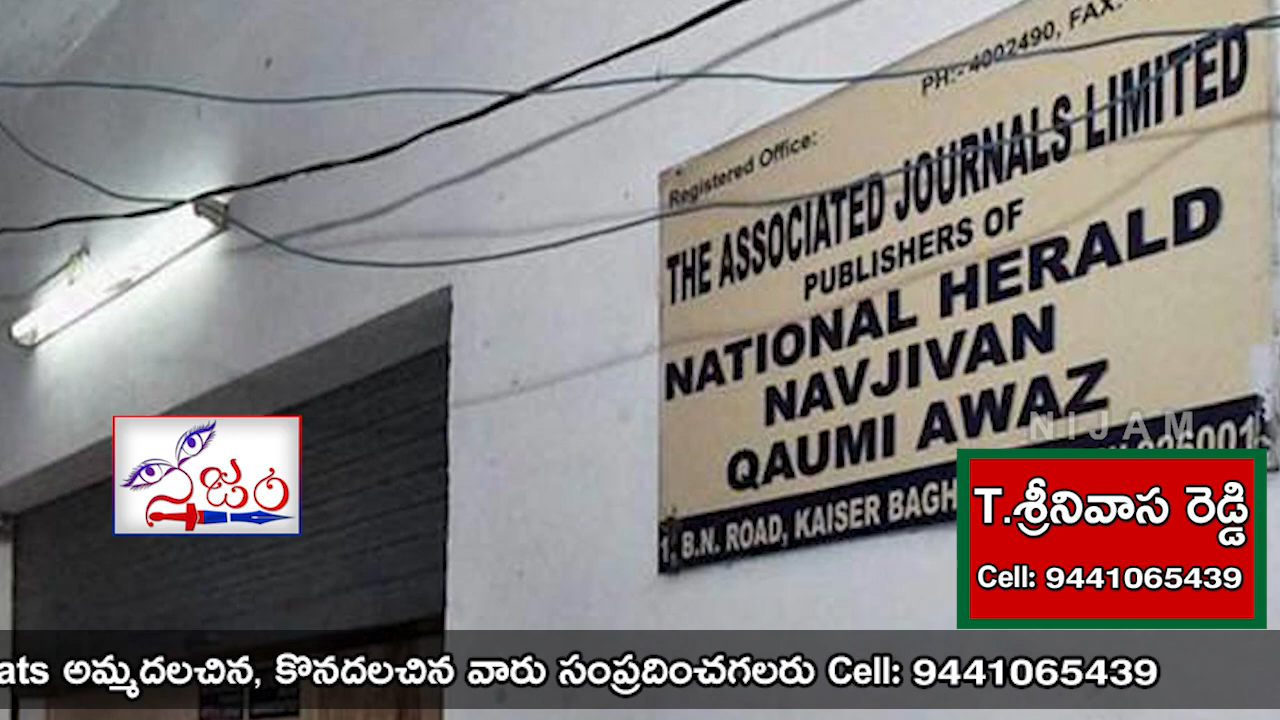 PH:- 4002490, FAX:-
Registered Office:
THE ASSOCIATED JOURNALS LIMITED
PUBLISHERS OF
NATIONAL HERALD
NAVJIVAN
QAUMI AWAZ
1, B.N. ROAD, KAISER BAGH
226001
NIJAM
నిజం
T.శ్రీనివాస రెడ్డి
Cell: 9441065439
ats అమ్మదలచిన, కొనదలచిన వారు సంప్రదించగలరు Cell: 9441065439